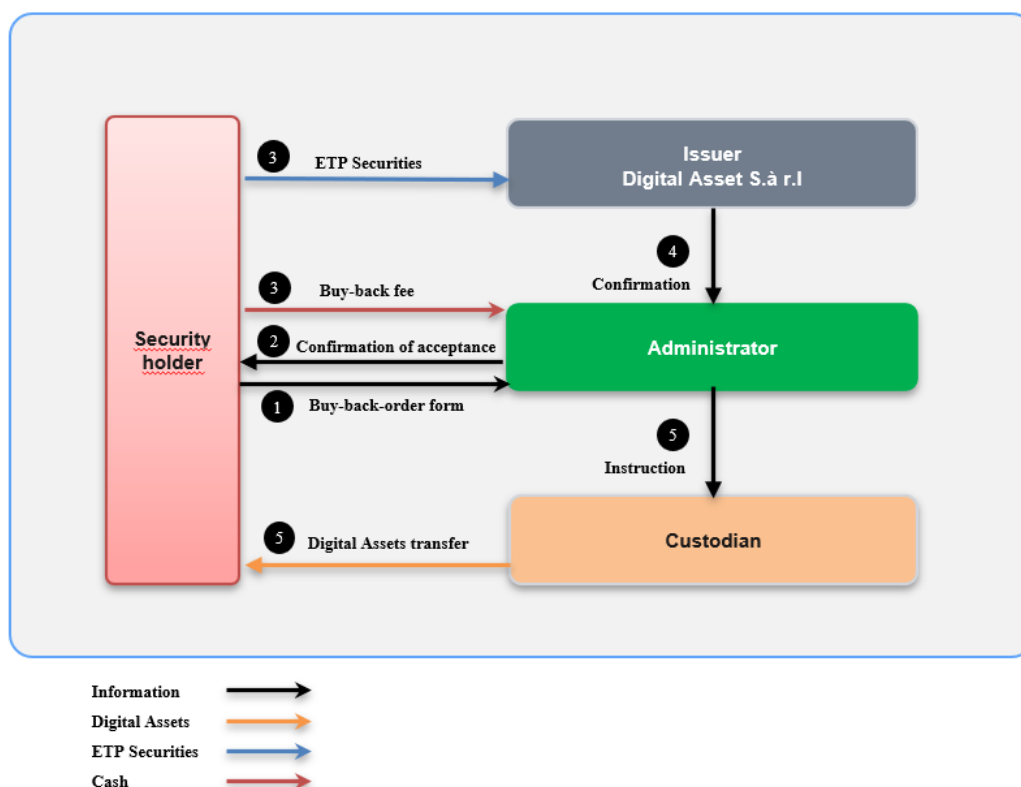 3
ETP Securities
Issuer
Digital Asset S.à r.l
4
Confirmation
3
Buy-back fee
2
Confirmation of acceptance
Security
holder
Administrator
1
Buy-back-order form
5
Instruction
5
Digital Assets transfer
Custodian
Information
Digital Assets
ETP Securities
Cash